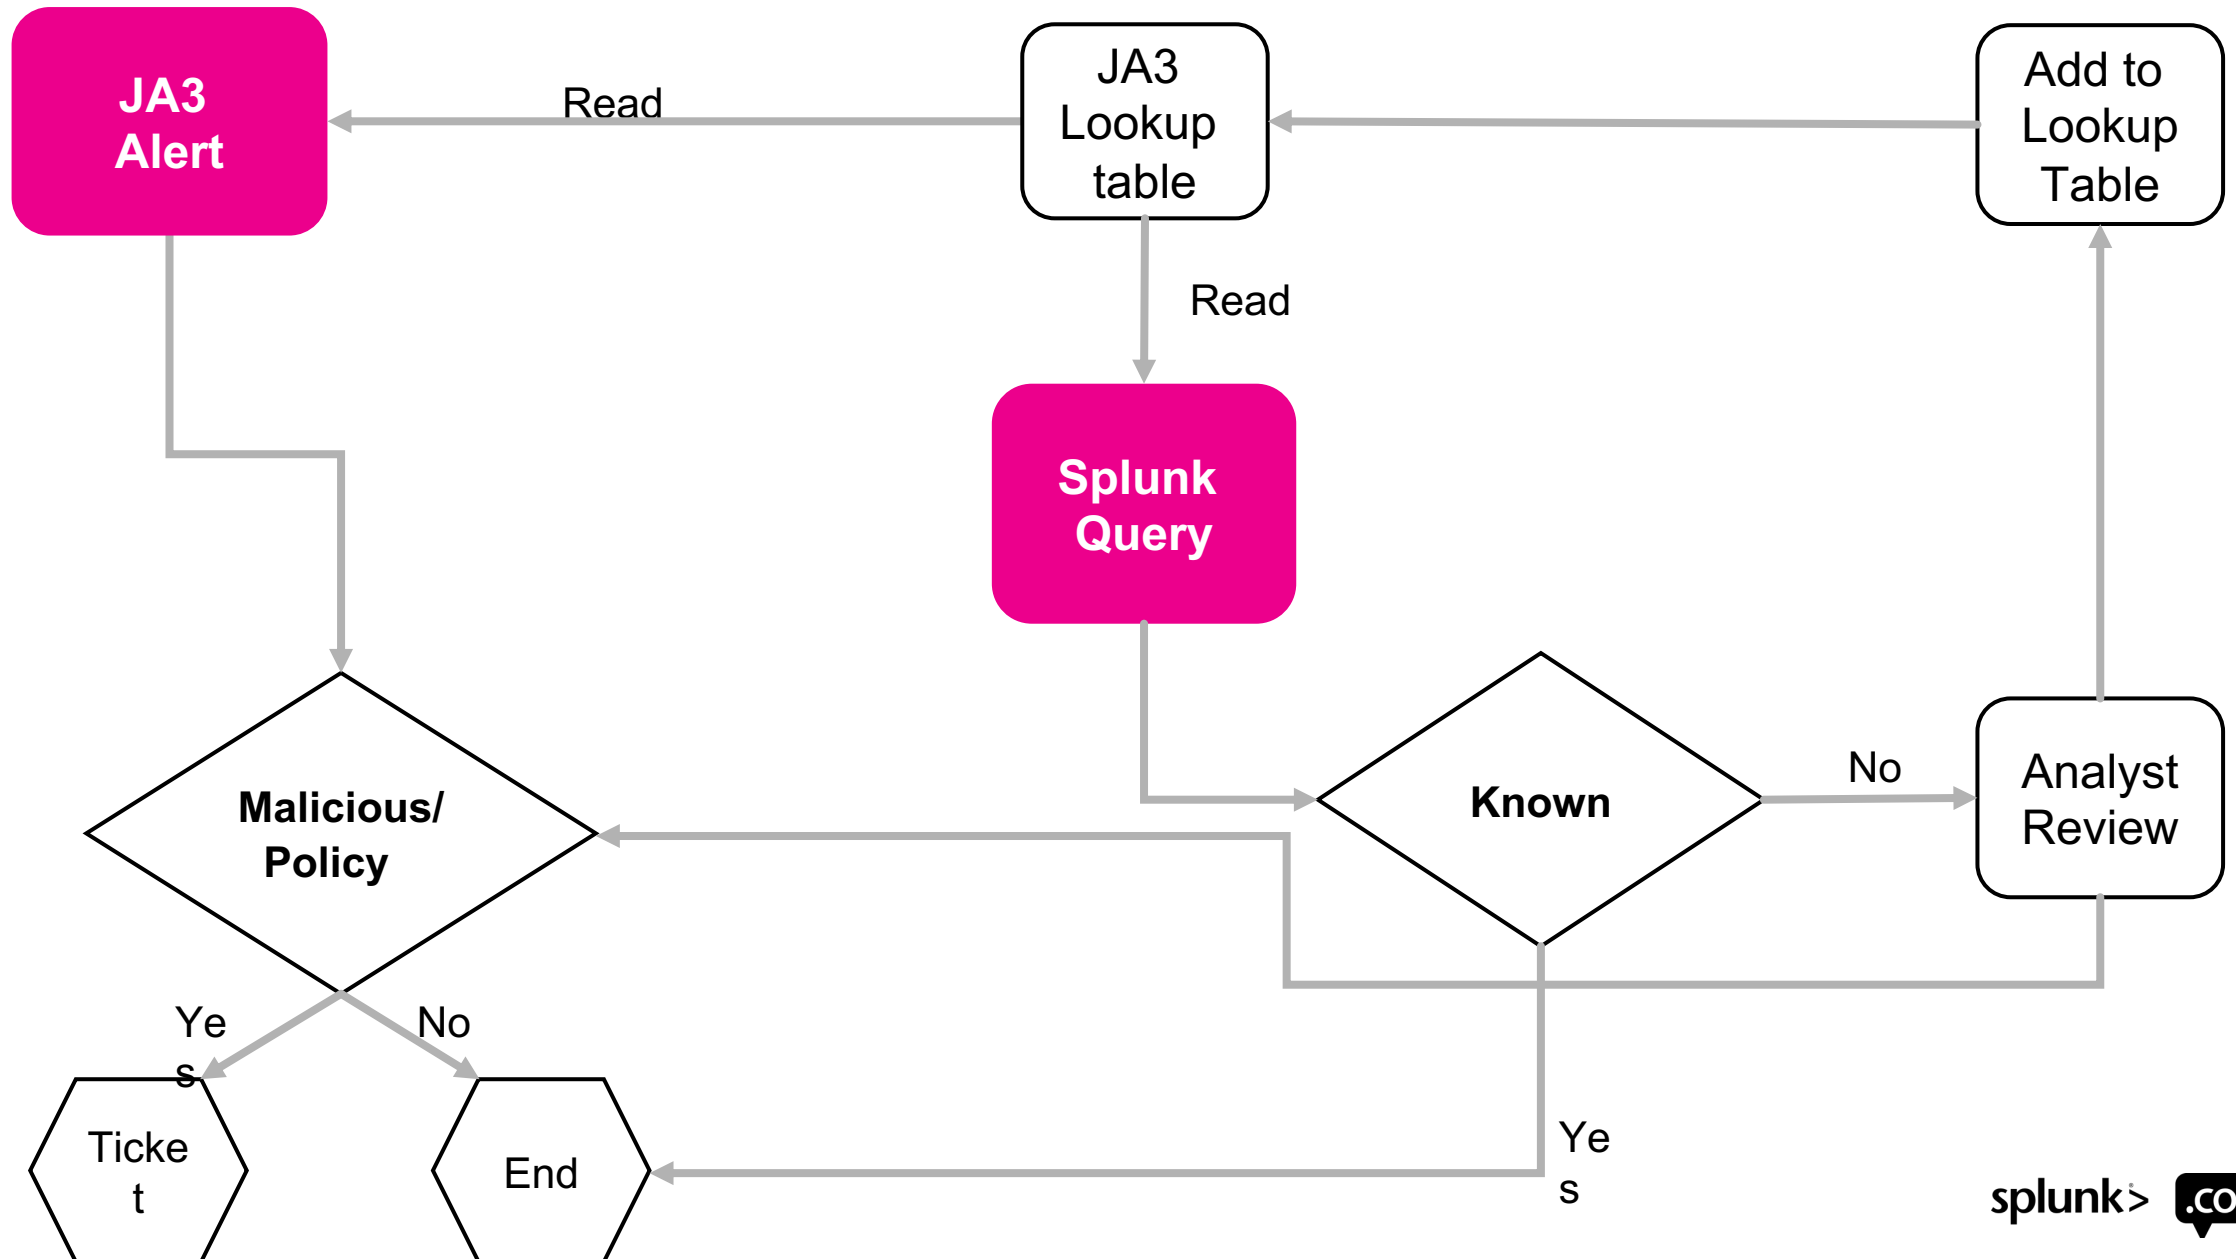 JA3
Alert
Read
JA3
Lookup
table
Add to
Lookup
Table
Read
Splunk
Query
Malicious/
Policy
Known
No
Analyst
Review
Ye
s
No
Ticke
t
End
Ye
s
splunk>
.co